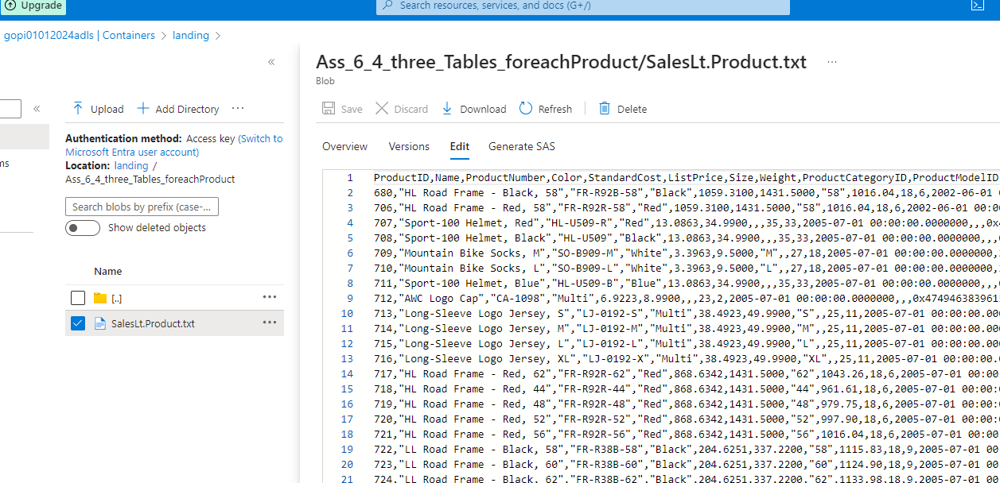 Upgrade
Search resources, services, and docs (G+/)
gopi01012024adls | Containers > landing >
Ass_6_4_three_Tables_foreachProduct/SalesLt.Product.txt ...
Blob
Upload Add Directory ...
Save Discard Download Refresh Delete
Authentication method: Access key (Switch to
Microsoft Entra user account)
Location: landing /
Ass_6_4_three_Tables_foreachProduct
Search blobs by prefix (case-...
Show deleted objects
Name
[..]
SalesLt.Product.txt
ms
Overview Versions Edit Generate SAS
1 ProductID,Name,ProductNumber,Color,StandardCost,ListPrice,Size,Weight,ProductCategoryID,ProductModelID
2 680,"HL Road Frame - Black, 58","FR-R92B-58","Black",1059.3100,1431.5000,"58",1016.04,18,6,2002-06-01 0
3 706,"HL Road Frame - Red, 58","FR-R92R-58","Red",1059.3100,1431.5000,"58",1016.04,18,6,2002-06-01 00:00
4 707,"Sport-100 Helmet, Red","HL-U509-R","Red",13.0863,34.9900,,,35,33,2005-07-01 00:00:00.0000000,,,0x4
5 708,"Sport-100 Helmet, Black","HL-U509","Black",13.0863,34.9900,,,35,33,2005-07-01 00:00:00.0000000,,,
6 709,"Mountain Bike Socks, M","SO-B909-M","White",3.3963,9.5000,"M",,27,18,2005-07-01 00:00:00.0000000,
7 710,"Mountain Bike Socks, L","SO-B909-L","White",3.3963,9.5000,"L",,27,18,2005-07-01 00:00:00.0000000,
8 711,"Sport-100 Helmet, Blue","HL-U509-B","Blue",13.0863,34.9900,,,35,33,2005-07-01 00:00:00.0000000,,
9 712,"AWC Logo Cap","CA-1098","Multi",6.9223,8.9900,,,23,2,2005-07-01 00:00:00.0000000,,,0x47494638396
10 713,"Long-Sleeve Logo Jersey, S","LJ-0192-S","Multi",38.4923,49.9900,"S",,25,11,2005-07-01 00:00:00.00
11 714,"Long-Sleeve Logo Jersey, M","LJ-0192-M","Multi",38.4923,49.9900,"M",,25,11,2005-07-01 00:00:00.00
12 715,"Long-Sleeve Logo Jersey, L","LJ-0192-L","Multi",38.4923,49.9900,"L",,25,11,2005-07-01 00:00:00.00
13 716,"Long-Sleeve Logo Jersey, XL","LJ-0192-X","Multi",38.4923,49.9900,"XL",,25,11,2005-07-01 00:00:00.
14 717,"HL Road Frame - Red, 62","FR-R92R-62","Red",868.6342,1431.5000,"62",1043.26,18,6,2005-07-01 00:00
15 718,"HL Road Frame - Red, 44","FR-R92R-44","Red",868.6342,1431.5000,"44",961.61,18,6,2005-07-01 00:00:
16 719,"HL Road Frame - Red, 48","FR-R92R-48","Red",868.6342,1431.5000,"48",979.75,18,6,2005-07-01 00:00:
17 720,"HL Road Frame - Red, 52","FR-R92R-52","Red",868.6342,1431.5000,"52",997.90,18,6,2005-07-01 00:00:
18 721,"HL Road Frame - Red, 56","FR-R92R-56","Red",868.6342,1431.5000,"56",1016.04,18,6,2005-07-01 00:00
19 722,"LL Road Frame - Black, 58","FR-R38B-58","Black",204.6251,337.2200,"58",1115.83,18,9,2005-07-01 00
20 723,"LL Road Frame - Black, 60","FR-R38B-60","Black",204.6251,337.2200,"60",1124.90,18,9,2005-07-01 00
21 724,"LL Road Frame - Black, 62","FR-R38B-62","Black",204.6251,337.2200,"62",1133.98,18,9,2005-07-01 00